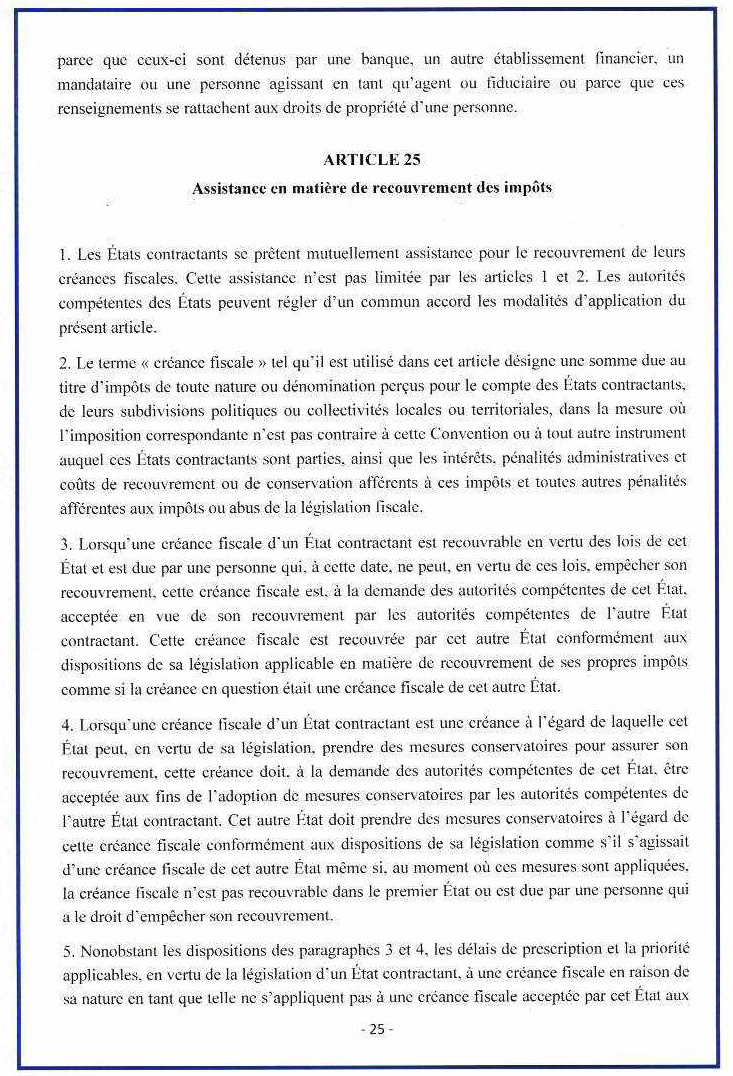 parce que ceux-ci sont détenus par une banque, un autre établissement financier, un
mandataire ou une personne agissant en tant qu'agent ou fiduciaire ou parce que ces
renseignements se rattachent aux droits de propriété d'une personne.
ARTICLE 25
Assistance en matière de recouvrement des impôts
1. Les États contractants se prêtent mutuellement assistance pour le recouvrement de leurs
créances fiscales. Cette assistance n'est pas limitée par les articles 1 et 2. Les autorités
compétentes des États peuvent régler d'un commun accord les modalités d'application du
présent article.
2. Le terme « créance fiscale » tel qu'il est utilisé dans cet article désigne une somme due au
titre d'impôts de toute nature ou dénomination perçus pour le compte des États contractants,
de leurs subdivisions politiques ou collectivités locales ou territoriales, dans la mesure où
l'imposition correspondante n'est pas contraire à cette Convention ou à tout autre instrument
auquel ces États contractants sont parties, ainsi que les intérêts, pénalités administratives et
coûts de recouvrement ou de conservation afférents à ces impôts et toutes autres pénalités
afférentes aux impôts ou abus de la législation fiscale.
3. Lorsqu'une créance fiscale d'un État contractant est recouvrable en vertu des lois de cet
État et est due par une personne qui, à cette date, ne peut, en vertu de ces lois, empêcher son
recouvrement, cette créance fiscale est, à la demande des autorités compétentes de cet État,
acceptée en vue de son recouvrement par les autorités compétentes de l'autre État
contractant. Cette créance fiscale est recouvrée par cet autre État conformément aux
dispositions de sa législation applicable en matière de recouvrement de ses propres impôts
comme si la créance en question était une créance fiscale de cet autre État.
4. Lorsqu'une créance fiscale d'un État contractant est une créance à l'égard de laquelle cet
État peut, en vertu de sa législation, prendre des mesures conservatoires pour assurer son
recouvrement, cette créance doit, à la demande des autorités compétentes de cet État, être
acceptée aux fins de l'adoption de mesures conservatoires par les autorités compétentes de
l'autre État contractant. Cet autre État doit prendre des mesures conservatoires à l'égard de
cette créance fiscale conformément aux dispositions de sa législation comme s'il s'agissait
d'une créance fiscale de cet autre État même si, au moment où ces mesures sont appliquées,
la créance fiscale n'est pas recouvrable dans le premier État ou est due par une personne qui
a le droit d'empêcher son recouvrement.
5. Nonobstant les dispositions des paragraphes 3 et 4, les délais de prescription et la priorité
applicables, en vertu de la législation d'un État contractant, à une créance fiscale en raison de
sa nature en tant que telle ne s'appliquent pas à une créance fiscale acceptée par cet État aux
- 25 -